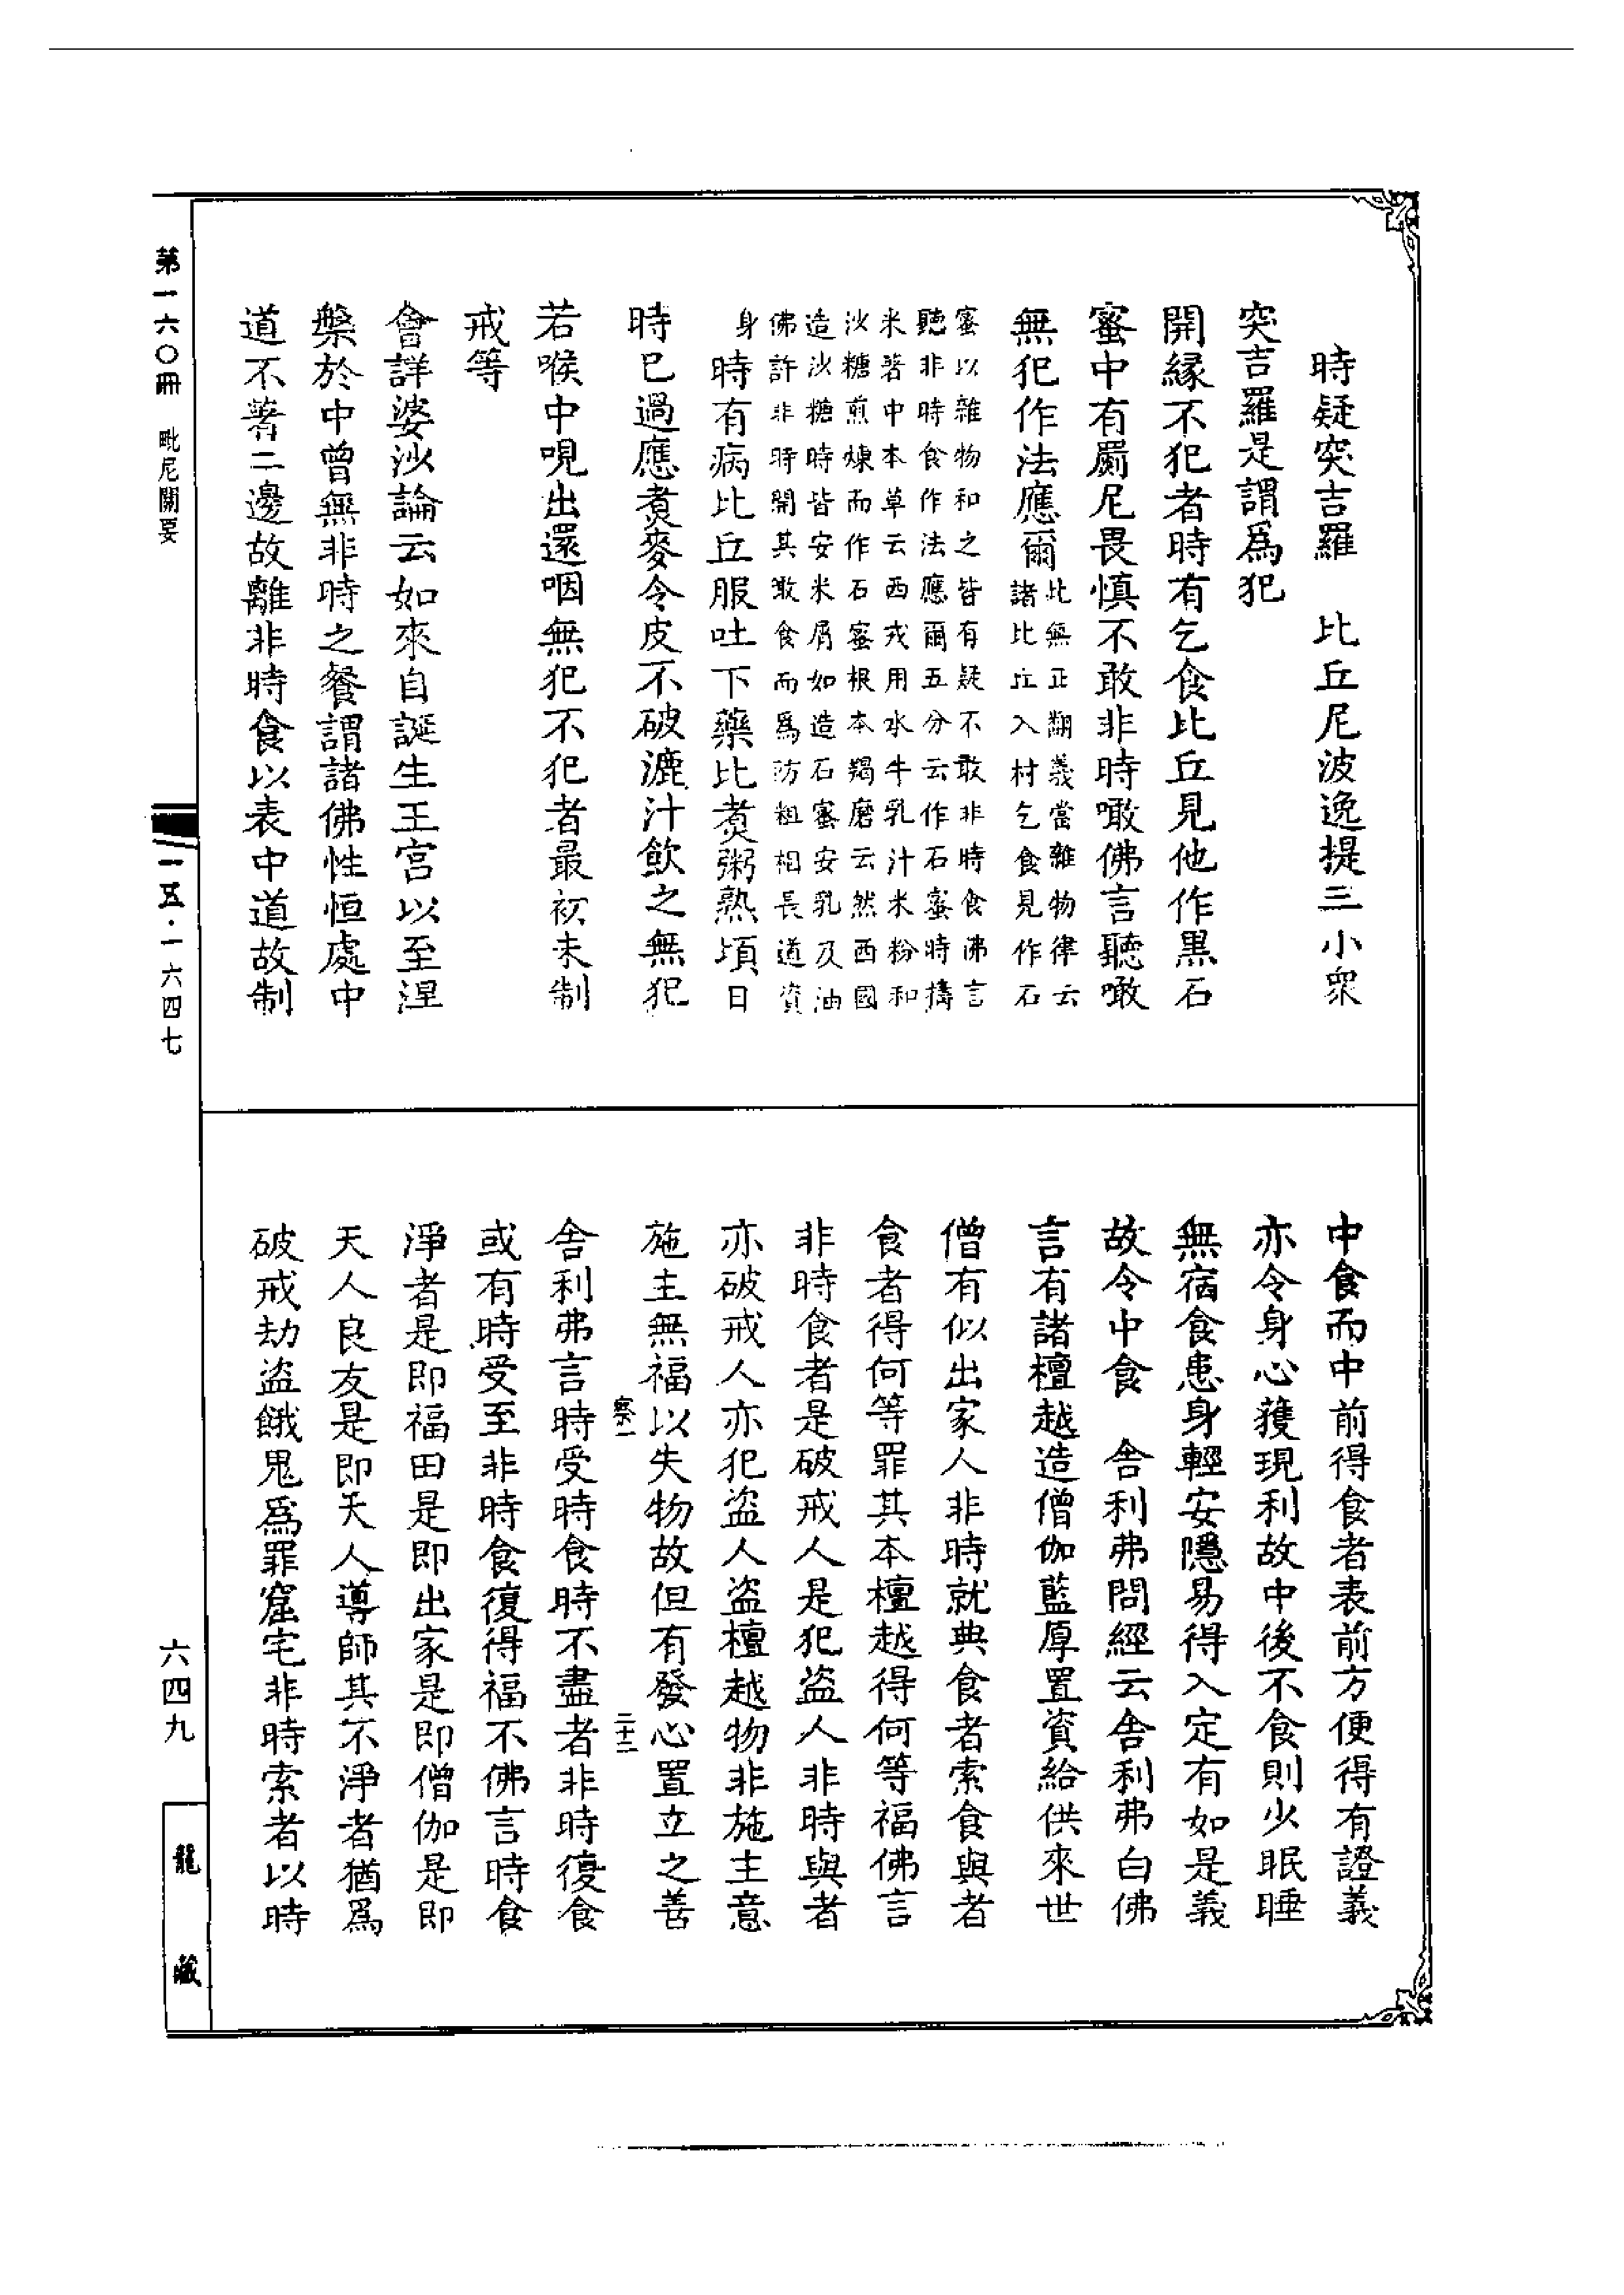 時疑突吉羅　比丘尼波逸提三小衆
突吉羅是謂爲犯
開緣不犯者時有乞食比丘見他作黒石
蜜中有罽尼畏慎不敢非時噉佛言聽噉
無犯作法應爾此無正翻義當雜物律云
諸比丘入村乞食見作石
蜜以雜物和之皆有疑不敢非時食佛言
聽非時食作法應爾五分云作石蜜時擣
米著中本草云西戎用水牛乳汁米粉和
沙糖煎煉而作石蜜根本羯磨云然西國
造沙糖時皆安米屑如造石蜜安乳及油
佛許非時開其噉食而爲防粗相長道資
身時有病比丘服吐下藥比煑粥熟頃日
時已過應煑麥令皮不破漉汁飲之無犯
若喉中哯出還咽無犯不犯者最初未制
戒等
會詳婆沙論云如來自誕生王宮以至涅
槃於中曾無非時之餐謂諸佛性恒處中
道不著二邊故離非時食以表中道故制
中食而中前得食者表前方便得有證義
亦令身心獲現利故中後不食則少眠睡
無宿食患身輕安隱易得入定有如是義
故令中食　舍利弗問經云舍利弗白佛
言有諸檀越造僧伽藍厚置資給供來世
僧有似出家人非時就典食者索食與者
食者得何等罪其本檀越得何等福佛言
非時食者是破戒人是犯盜人非時與者
亦破戒人亦犯盜人盜檀越物非施主意
施主無福以失物故但有發心置立之善
二十二
舍利弗言時受時食時不盡者非時復食
或有時受至非時食復得福不佛言時食
淨者是即福田是即出家是即僧伽是即
天人良友是即天人導師其不淨者猶爲
破戒劫盜餓鬼爲罪窟宅非時索者以時
第一六〇冊　毗尼關要
一五·一六四七
六四九
龍藏